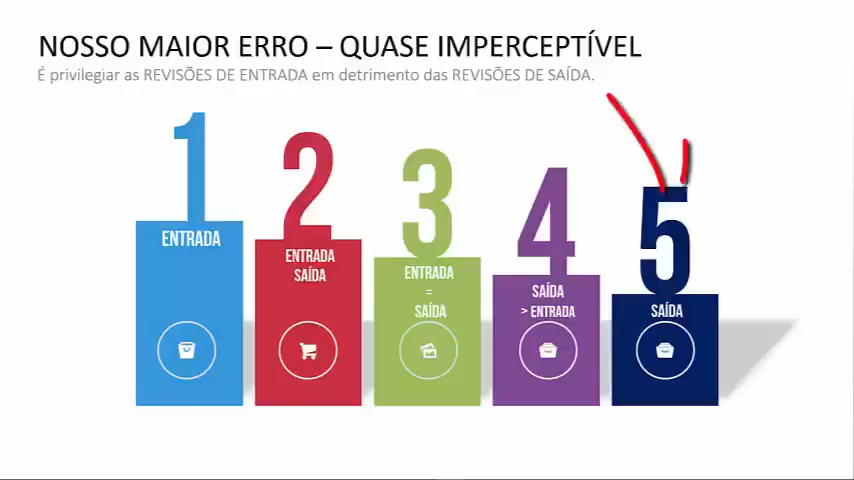 NOSSO MAIOR ERRO – QUASE IMPERCEPTÍVEL
É privilegiar as REVISÕES DE ENTRADA em detrimento das REVISÕES DE SAÍDA.
1
ENTRADA
2
ENTRADA
SAÍDA
3
ENTRADA
=
SAÍDA
4
SAÍDA
> ENTRADA
5
SAÍDA